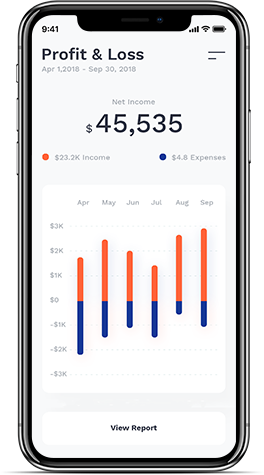 9:41
Profit & Loss
Apr 1,2018 - Sep 30, 2018
Net Income
$ 45,535
$23.2K Income $4.8 Expenses
Apr May Jun Jul Aug Sep
$3K
$2K
$1K
$0
-$1K
-$2K
-$3K
View Report